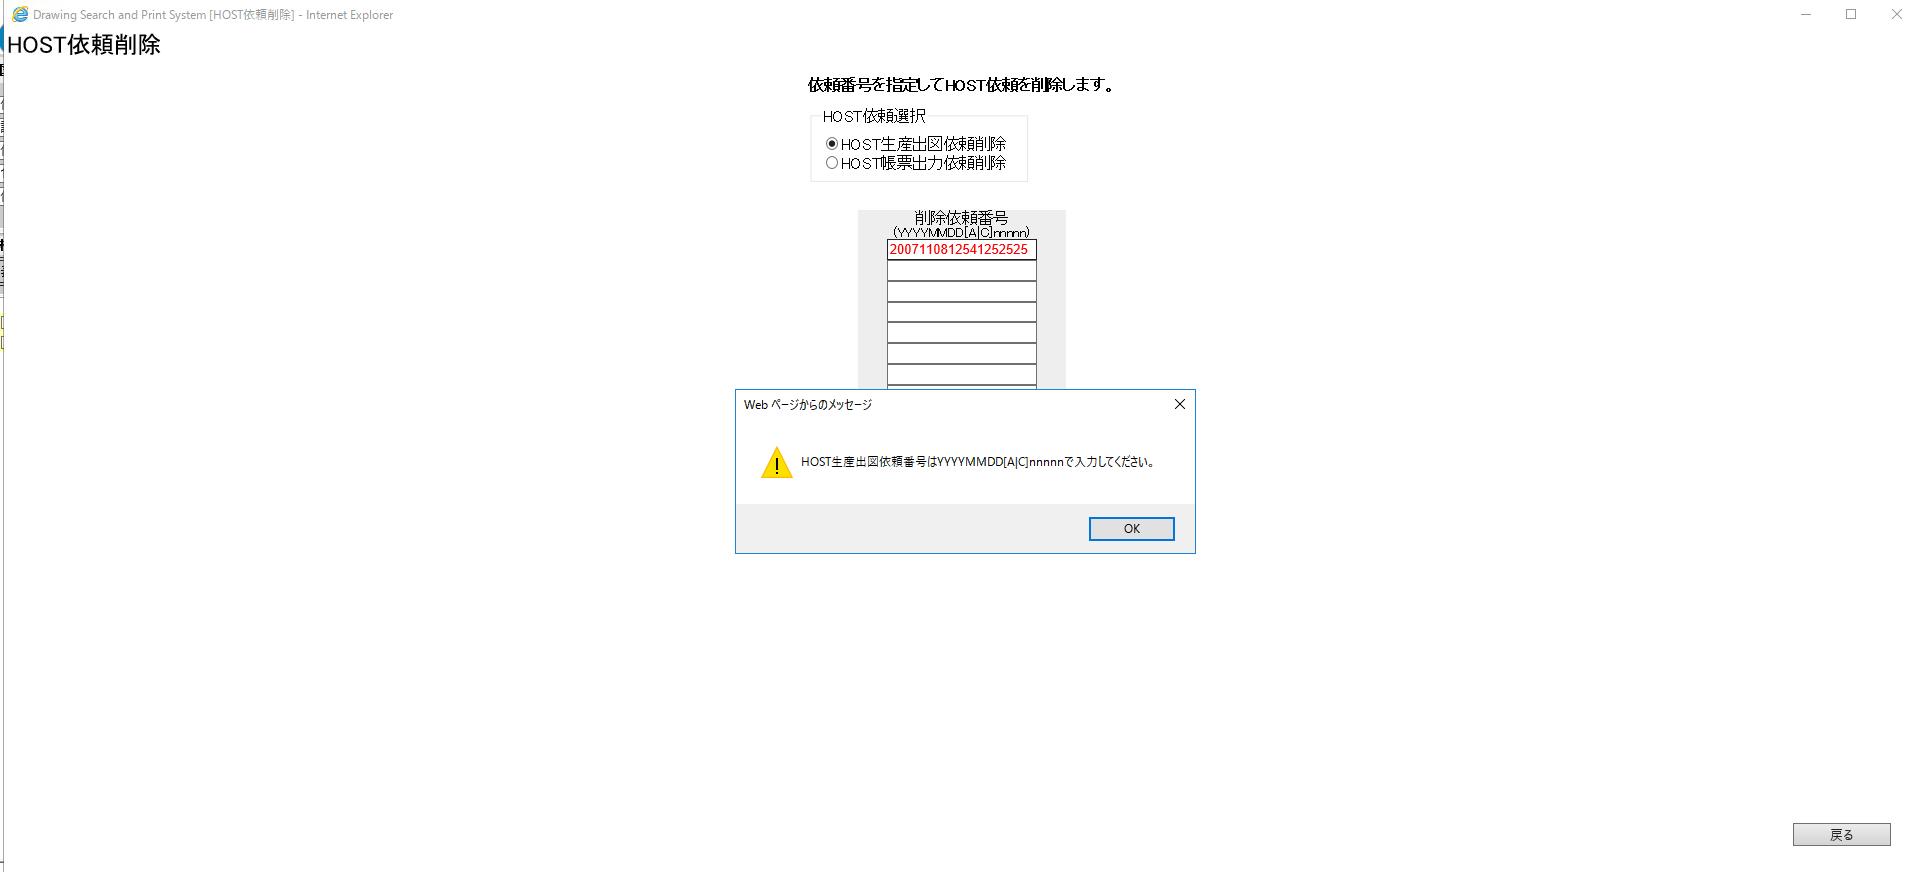 Drawing Search and Print System [HOST依頼削除] - Internet Explorer
HOST依頼削除
依頼番号を指定してHOST依頼を削除します。
HOST依頼選択
HOST生産出図依頼削除
HOST帳票出力依頼削除
削除依頼番号
(YYYYMMDD[A|C]nnnnn)
2007110812541252525
Web ページからのメッセージ
HOST生産出図依頼番号はYYYYMMDD[A|C]nnnnnで入力してください。
OK
戻る